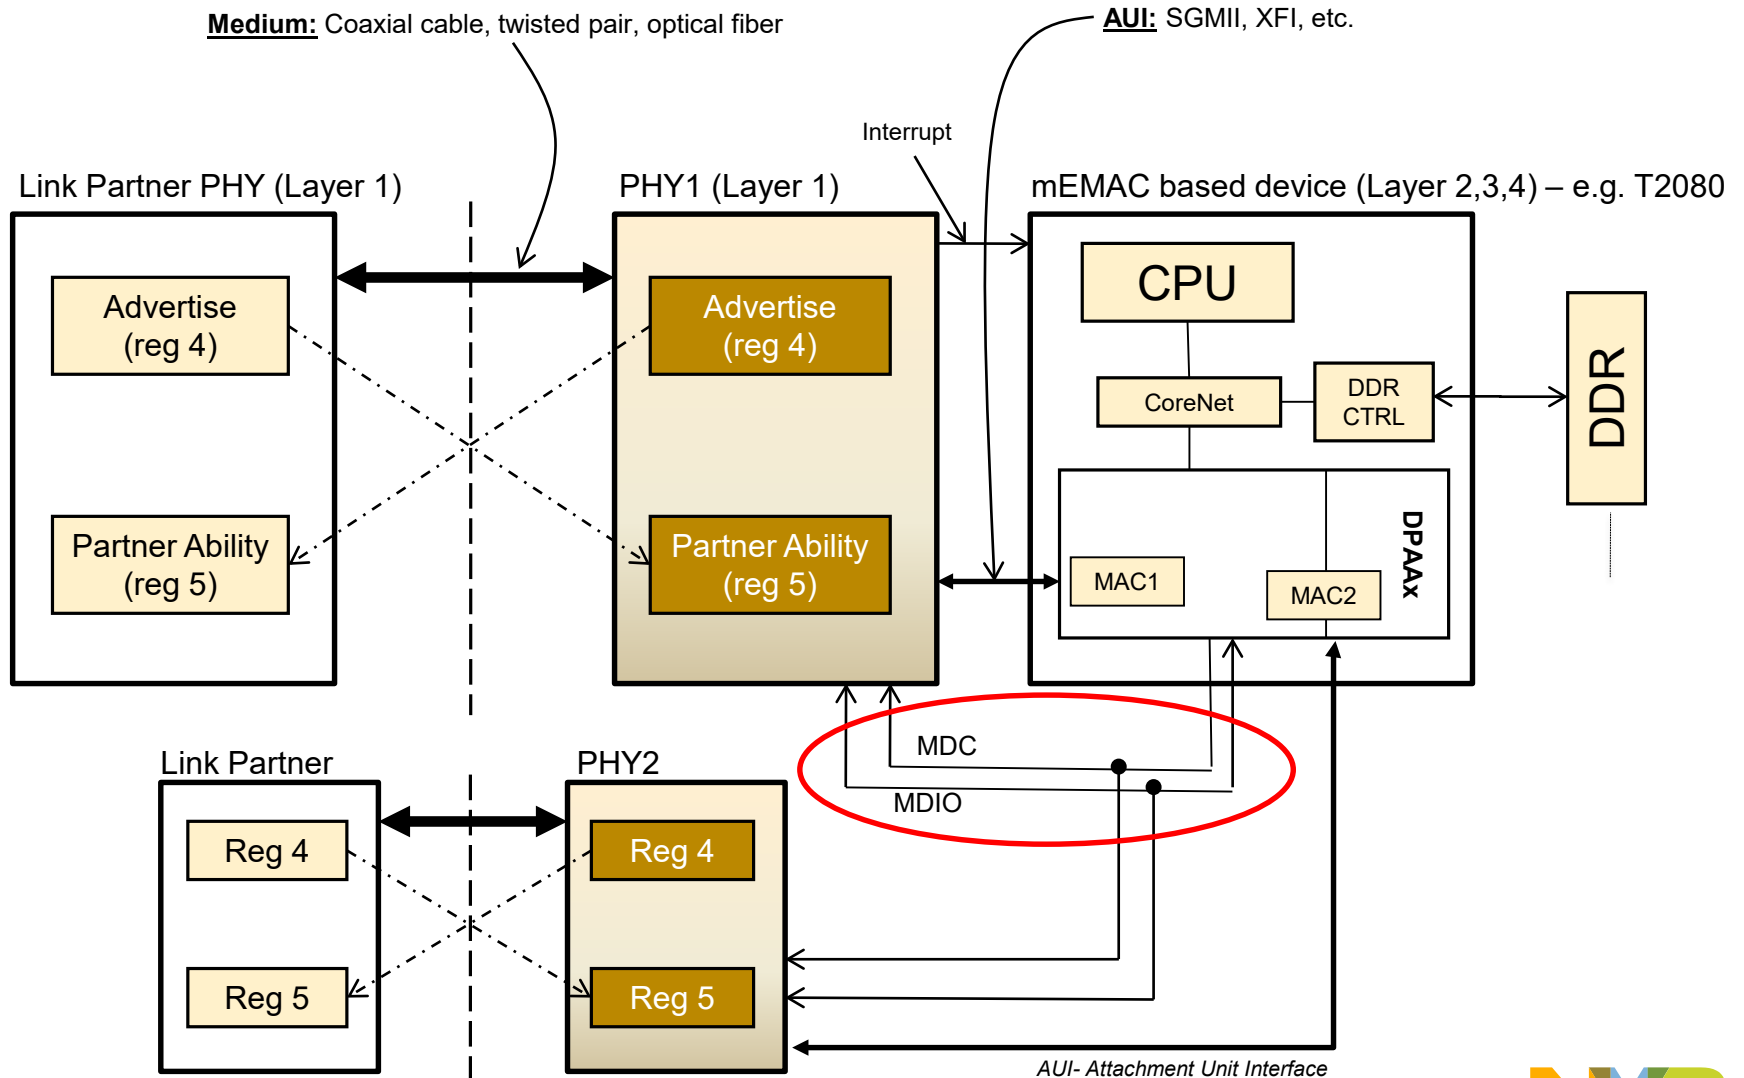 Medium: Coaxial cable, twisted pair, optical fiber
AUI: SGMII, XFI, etc.
Interrupt
Link Partner PHY (Layer 1)
PHY1 (Layer 1)
mEMAC based device (Layer 2,3,4) – e.g. T2080
Advertise
(reg 4)
Partner Ability
(reg 5)
Advertise
(reg 4)
Partner Ability
(reg 5)
CPU
CoreNet
DDR
CTRL
DDR
DPAAx
MAC1
MAC2
MDC
MDIO
Link Partner
PHY2
Reg 4
Reg 5
Reg 4
Reg 5
AUI- Attachment Unit Interface